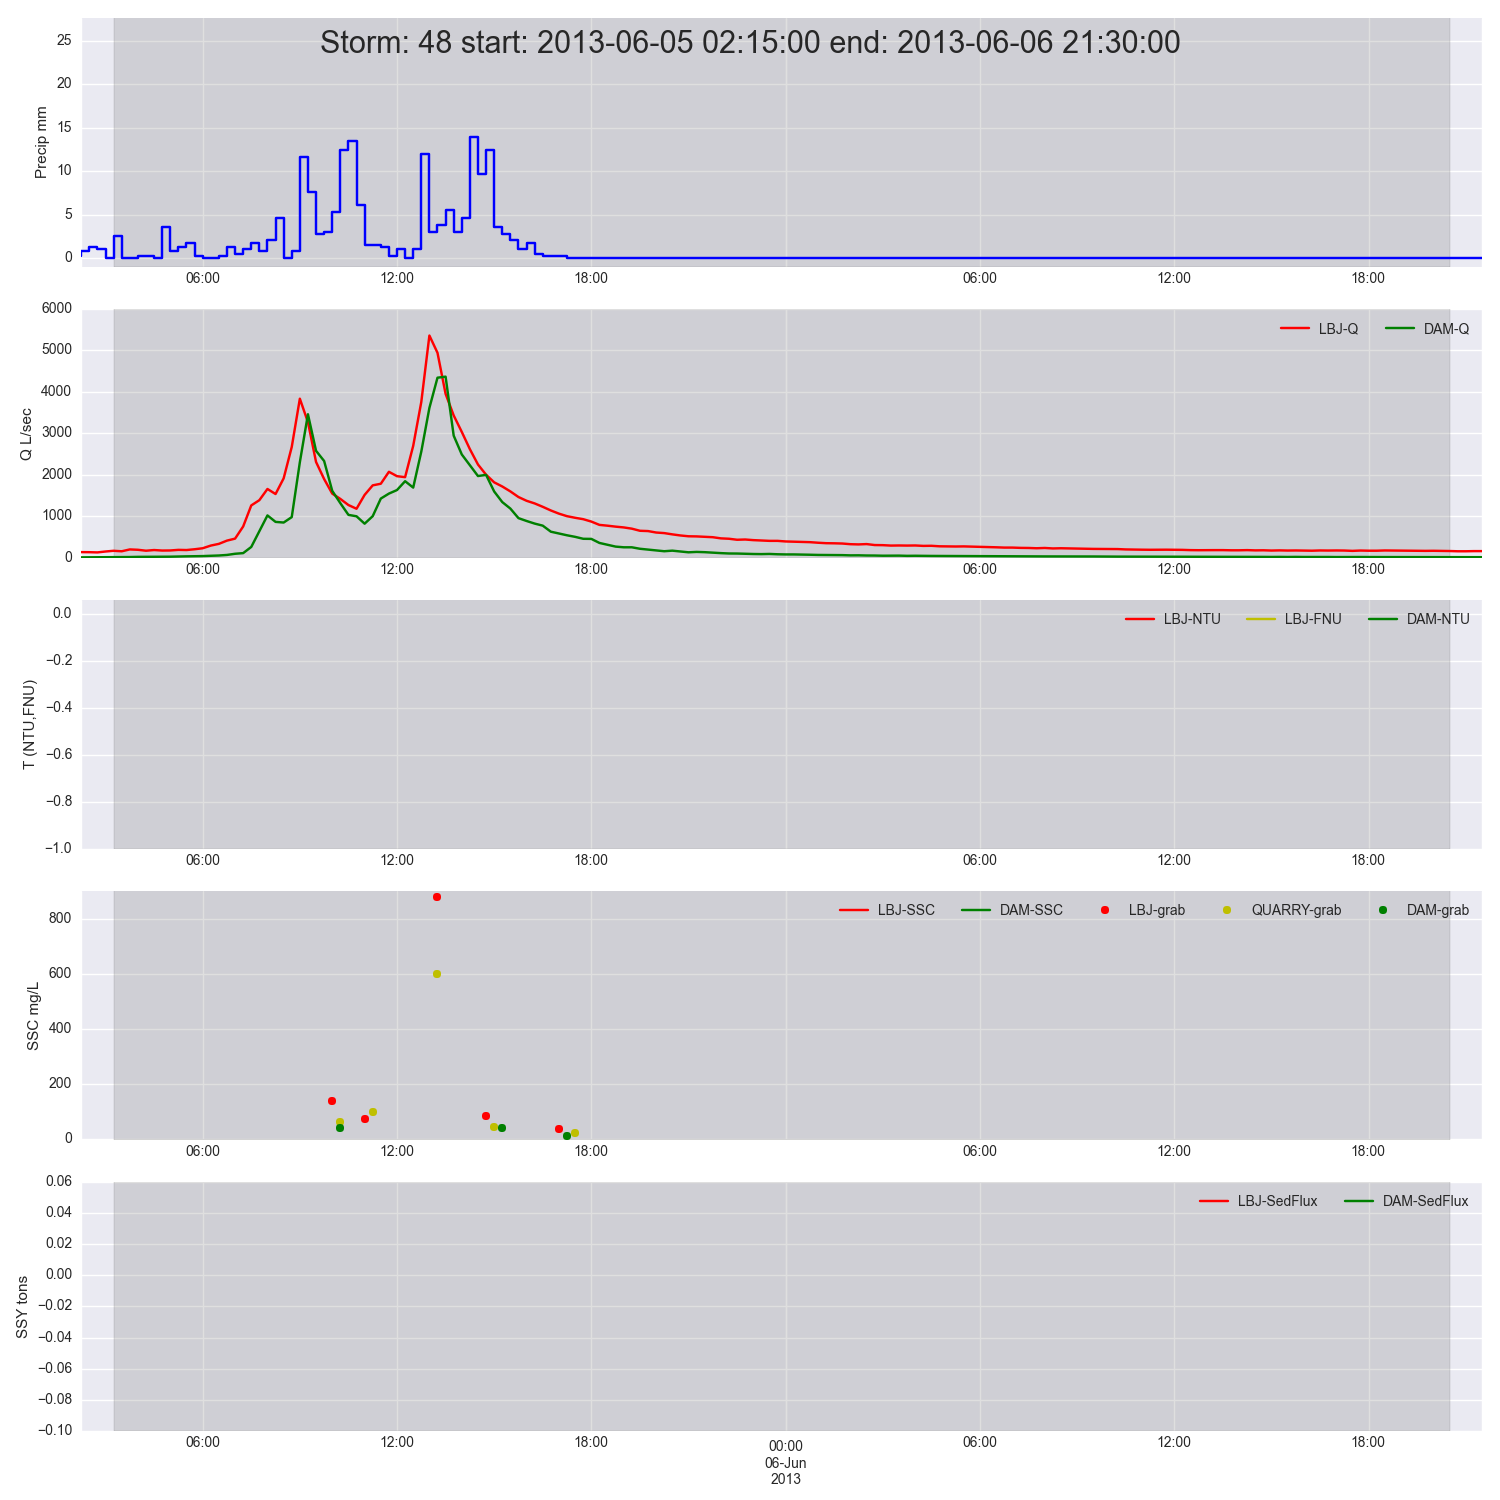 Storm: 48 start: 2013-06-05 02:15:00 end: 2013-06-06 21:30:00
Precip mm
25
20
15
10
5
0
06:00 12:00 18:00 06:00 12:00 18:00
Q L/sec
6000
5000
4000
3000
2000
1000
0
LBJ-Q DAM-Q
06:00 12:00 18:00 06:00 12:00 18:00
T (NTU,FNU)
0.0
−0.2
−0.4
−0.6
−0.8
−1.0
LBJ-NTU LBJ-FNU DAM-NTU
06:00 12:00 18:00 06:00 12:00 18:00
SSC mg/L
800
600
400
200
0
LBJ-SSC DAM-SSC LBJ-grab QUARRY-grab DAM-grab
06:00 12:00 18:00 06:00 12:00 18:00
SSY tons
0.06
0.04
0.02
0.00
−0.02
−0.04
−0.06
−0.08
−0.10
LBJ-SedFlux DAM-SedFlux
06:00 12:00 18:00 00:00 06:00 12:00 18:00
06-Jun
2013